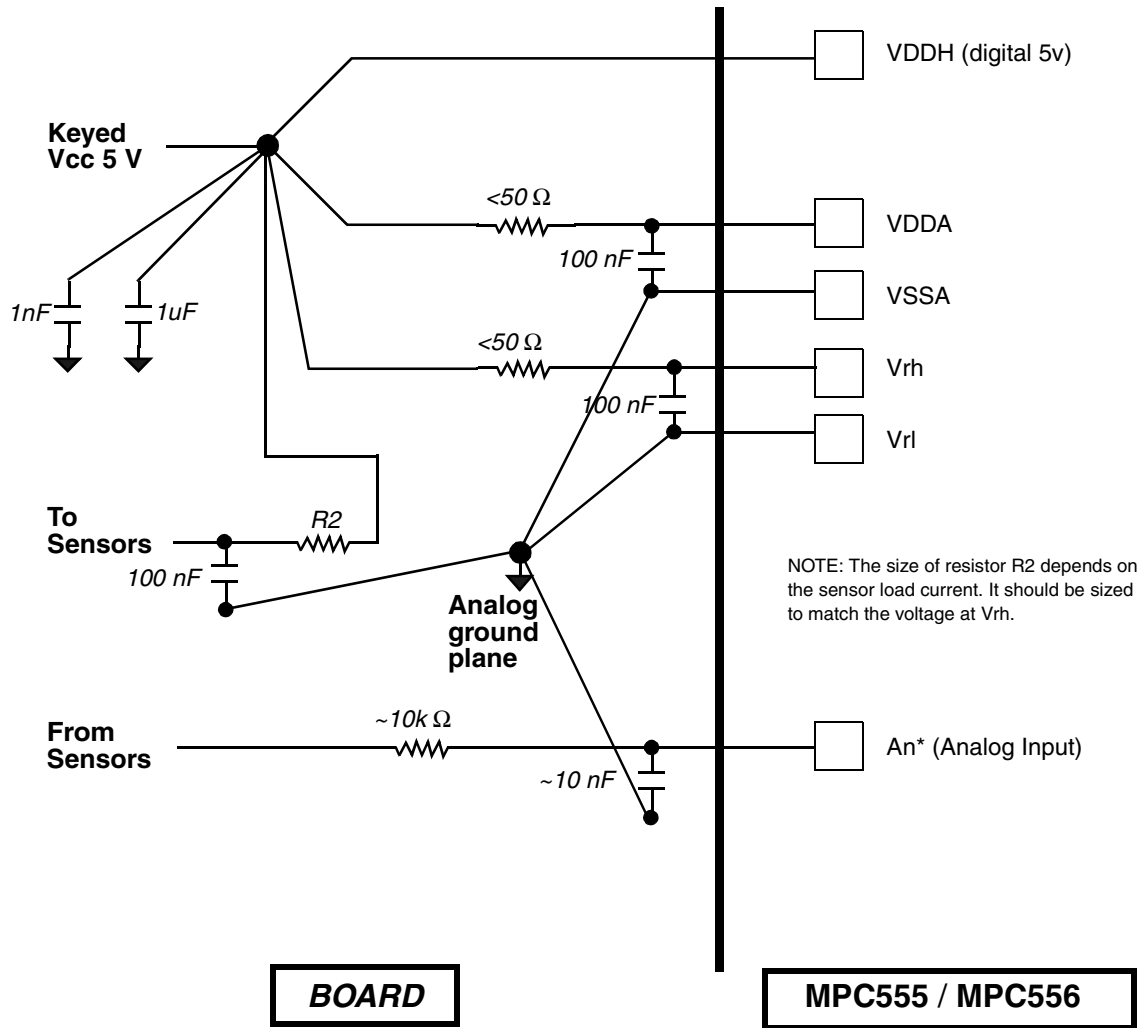 VDDH (digital 5v)
Keyed
Vcc 5 V
<50 Ω
VDDA
100 nF
VSSA
1nF
1uF
<50 Ω
Vrh
100 nF
Vrl
To
Sensors
R2
100 nF
NOTE: The size of resistor R2 depends on
the sensor load current. It should be sized
to match the voltage at Vrh.
Analog
ground
plane
From
Sensors
~10k Ω
An* (Analog Input)
~10 nF
BOARD
MPC555 / MPC556